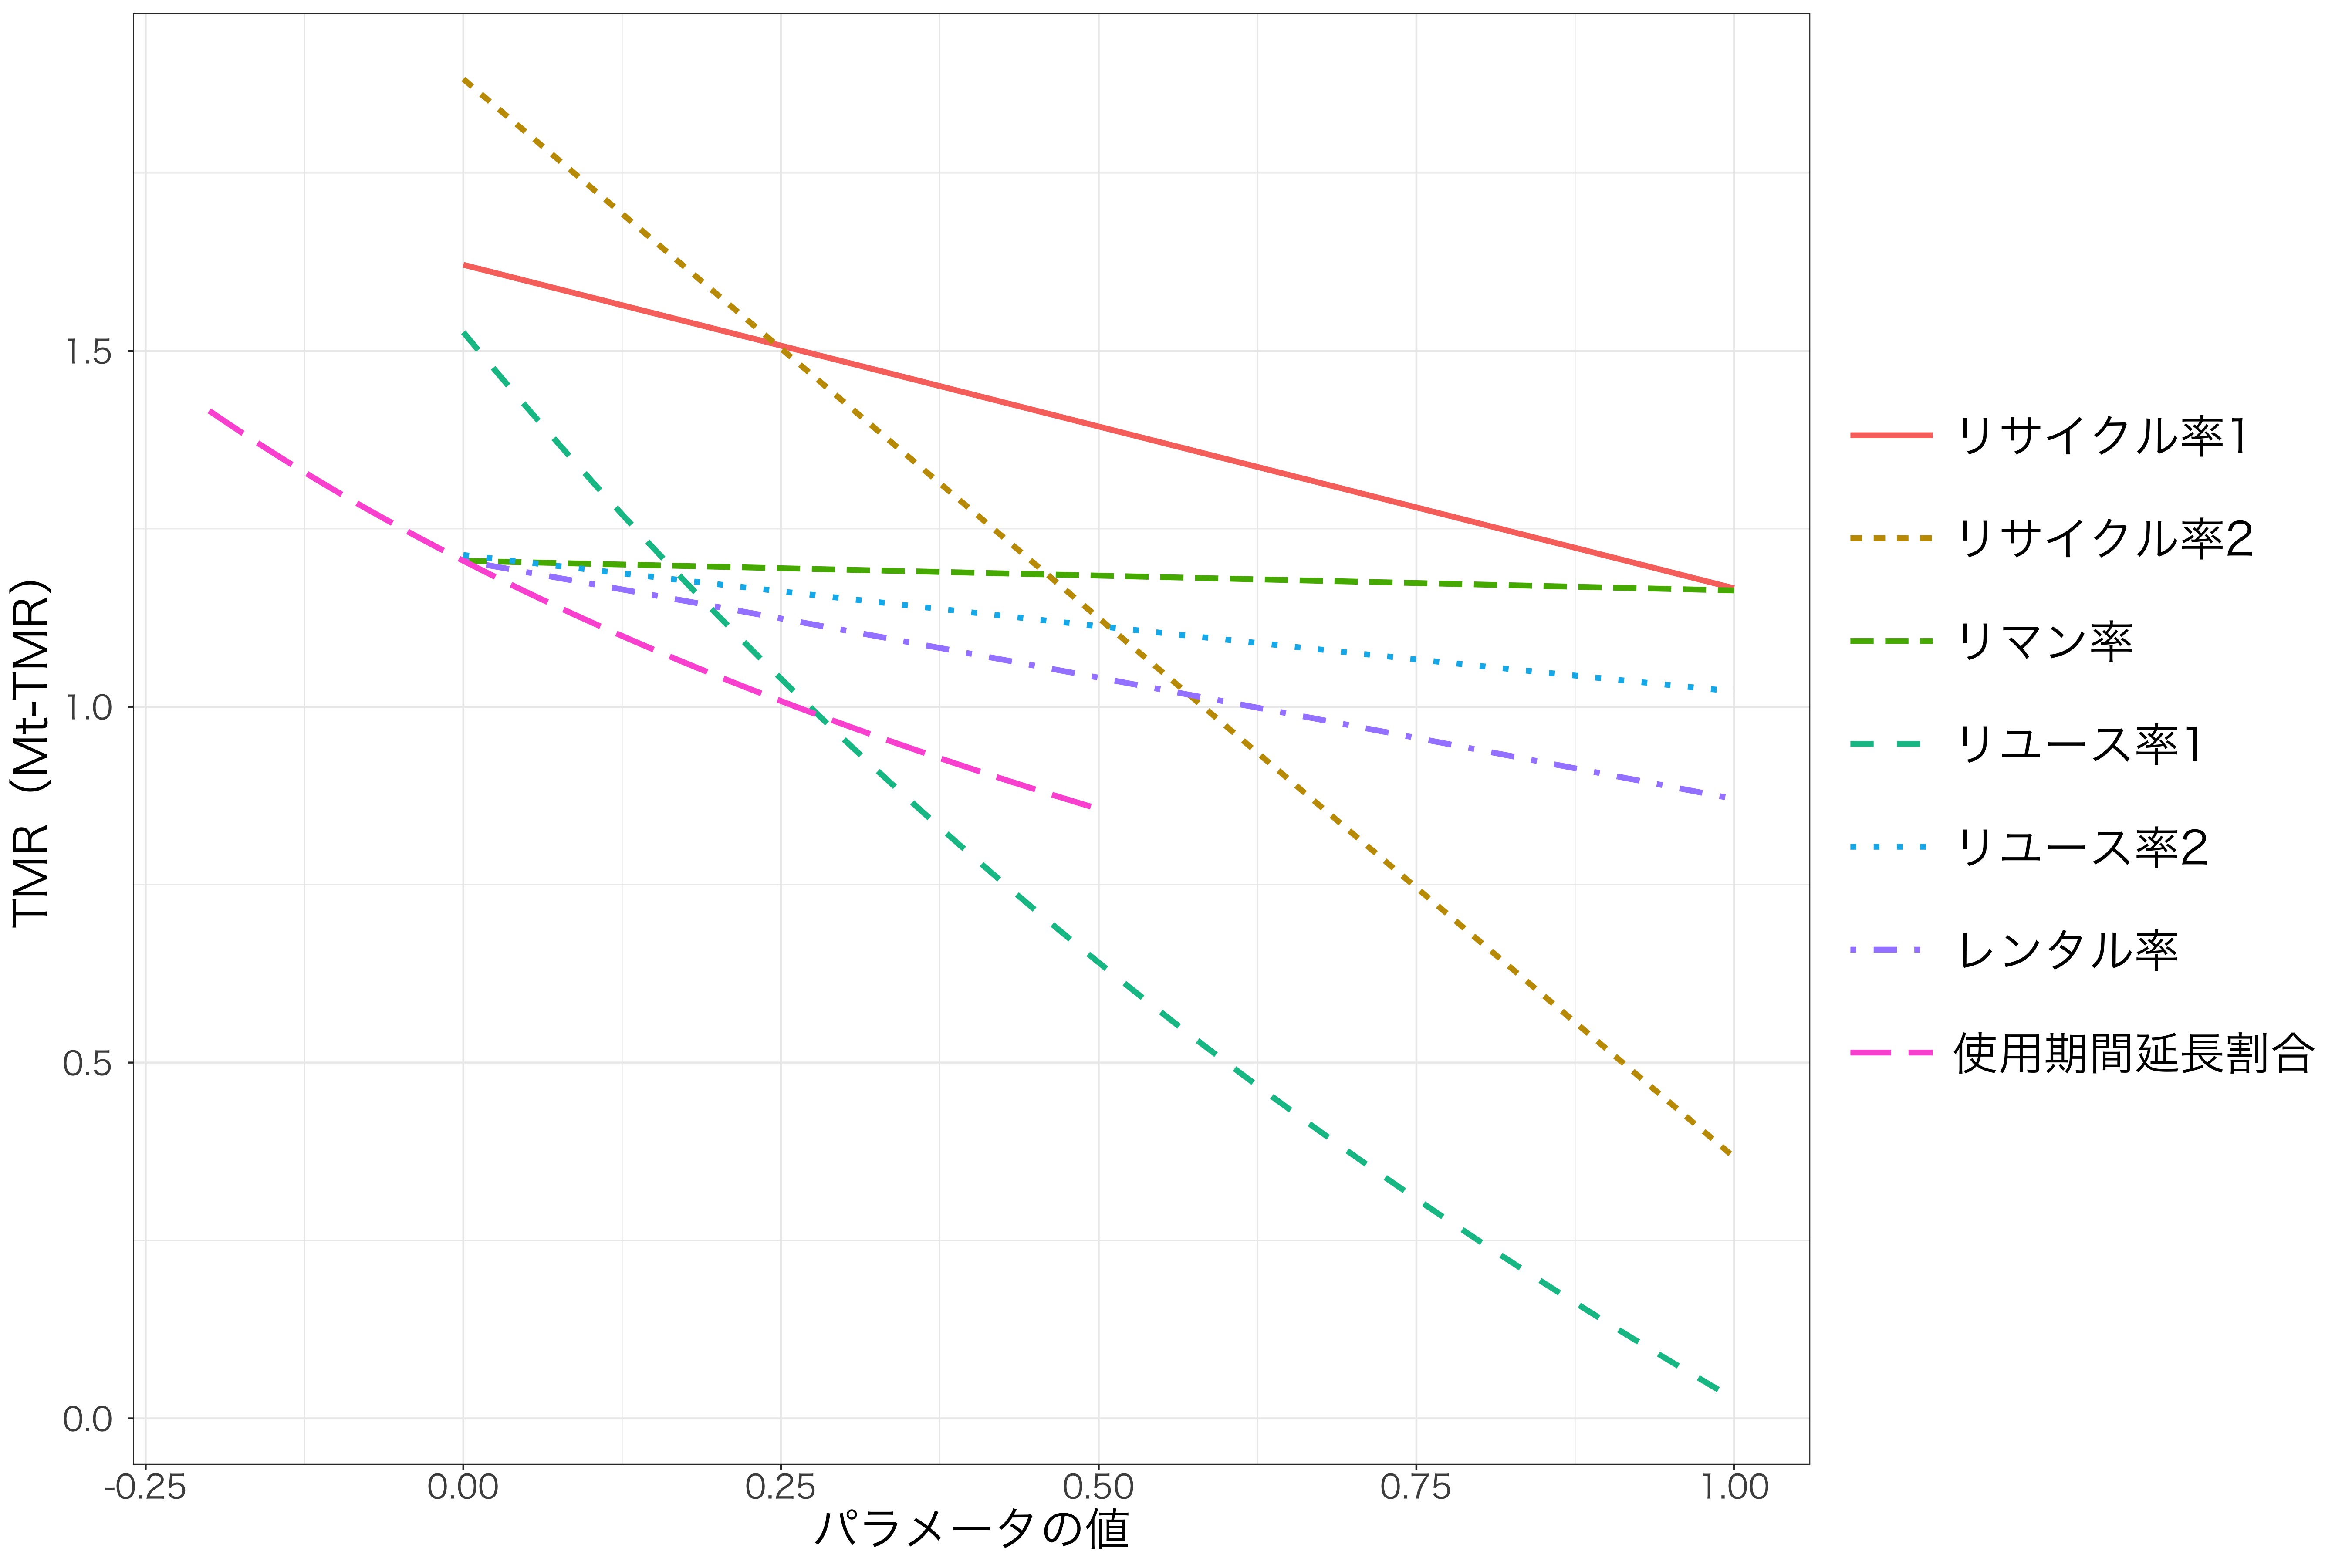 TMR (Mt-TMR)
1.5
1.0
0.5
0.0
-0.25 0.00 0.25 0.50 0.75 1.00
パラメータの値
リサイクル率1
リサイクル率2
リマン率
リユース率1
リユース率2
レンタル率
使用期間延長割合